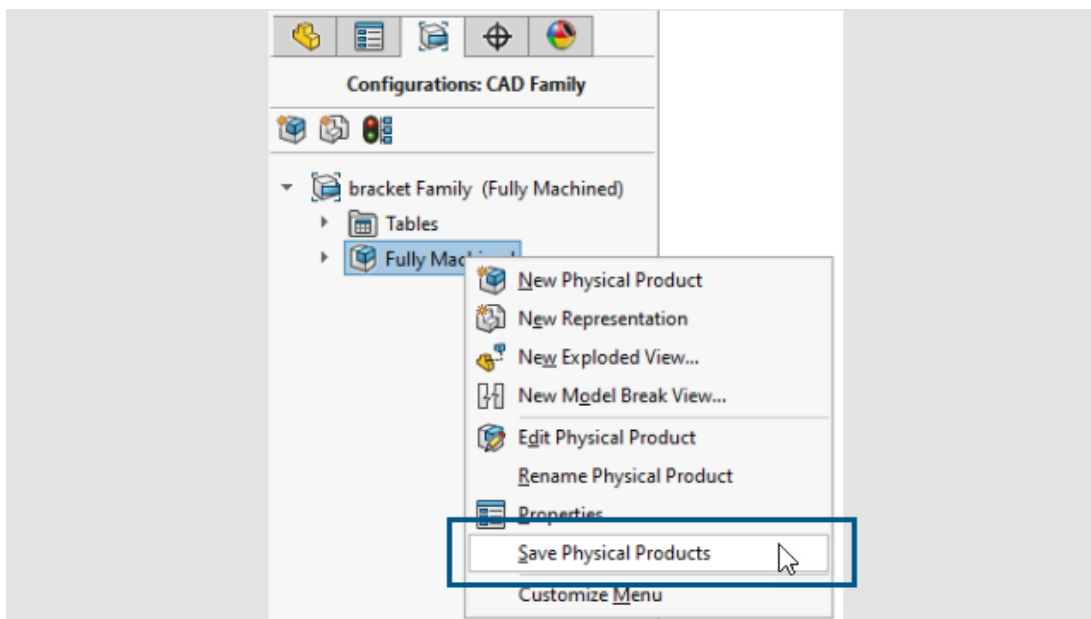 Configurations: CAD Family
bracket Family (Fully Machined)
Tables
Fully
New Physical Product
New Representation
New Exploded View...
New Model Break View...
Edit Physical Product
Rename Physical Product
Properties
Save Physical Products
Customize Menu